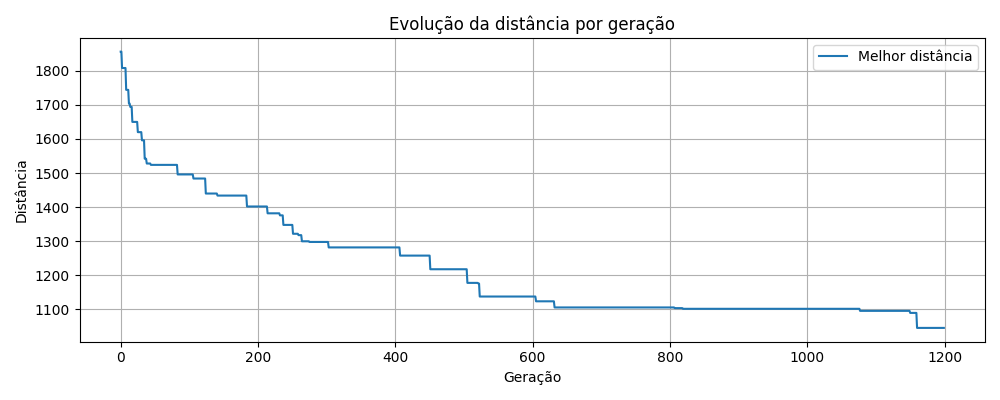 Evolução da distância por geração
Melhor distância
Distância
1800
1700
1600
1500
1400
1300
1200
1100
0 200 400 600 800 1000 1200
Geração